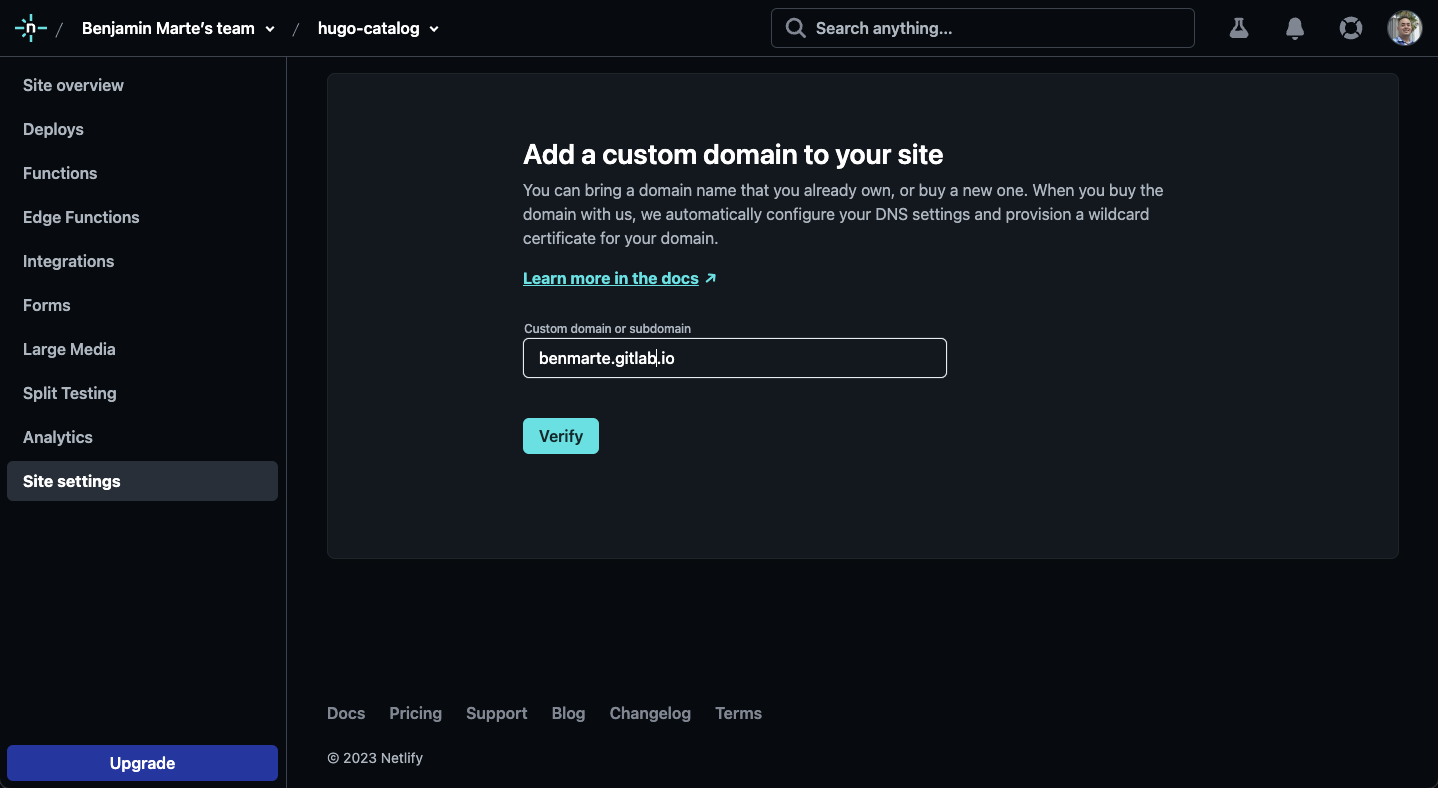 n / Benjamin Marte’s team / hugo-catalog
Search anything...
Site overview
Deploys
Functions
Edge Functions
Integrations
Forms
Large Media
Split Testing
Analytics
Site settings
Upgrade
Add a custom domain to your site
You can bring a domain name that you already own, or buy a new one. When you buy the
domain with us, we automatically configure your DNS settings and provision a wildcard
certificate for your domain.
Learn more in the docs
Custom domain or subdomain
benmarte.gitlab.io
Verify
Docs Pricing Support Blog Changelog Terms
© 2023 Netlify